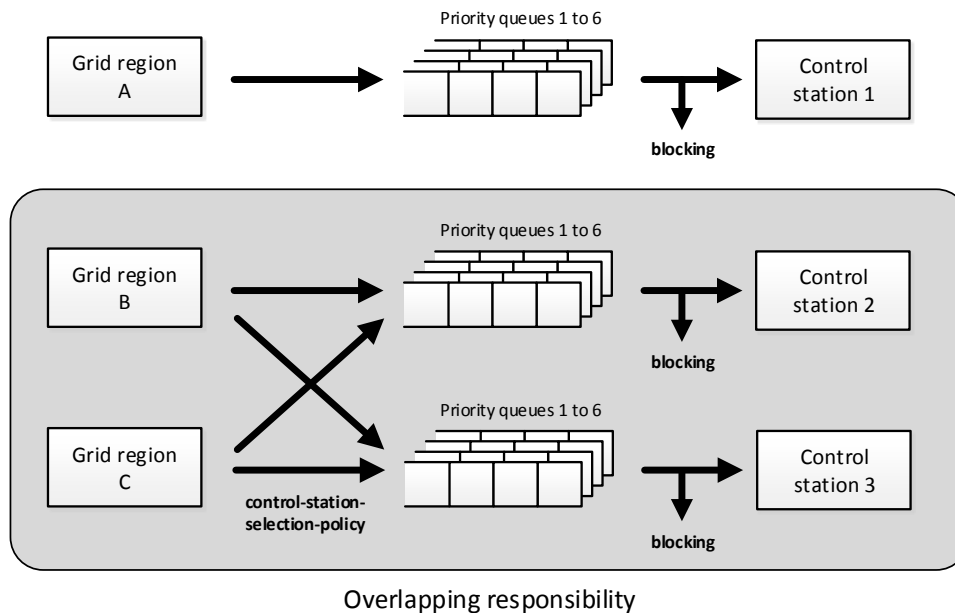 Priority queues 1 to 6
Grid region
A
Control
station 1
blocking
Priority queues 1 to 6
Grid region
B
Control
station 2
blocking
Priority queues 1 to 6
Grid region
C
Control
station 3
control-station-
selection-policy
blocking
Overlapping responsibility